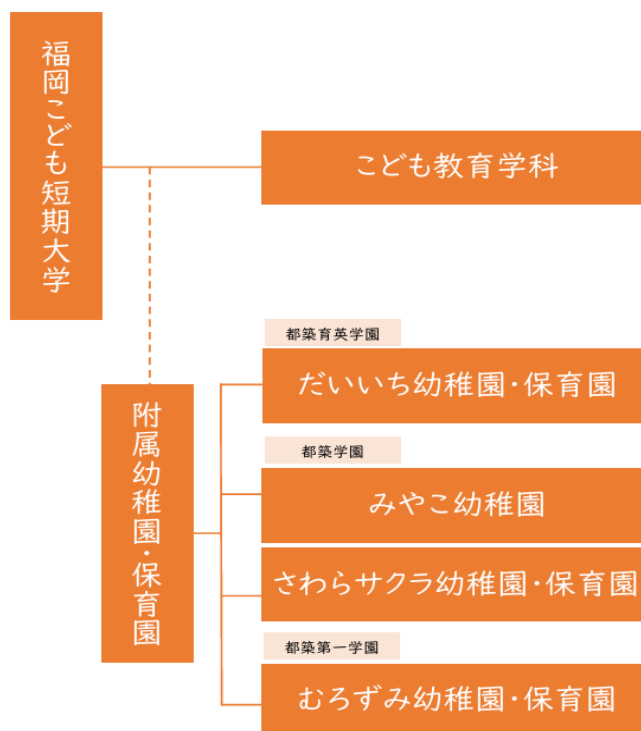 福岡こども短期大学
こども教育学科
附属幼稚園・保育園
都築育英学園
だいいち幼稚園・保育園
都築学園
みやこ幼稚園
さわらサクラ幼稚園・保育園
都築第一学園
むろずみ幼稚園・保育園